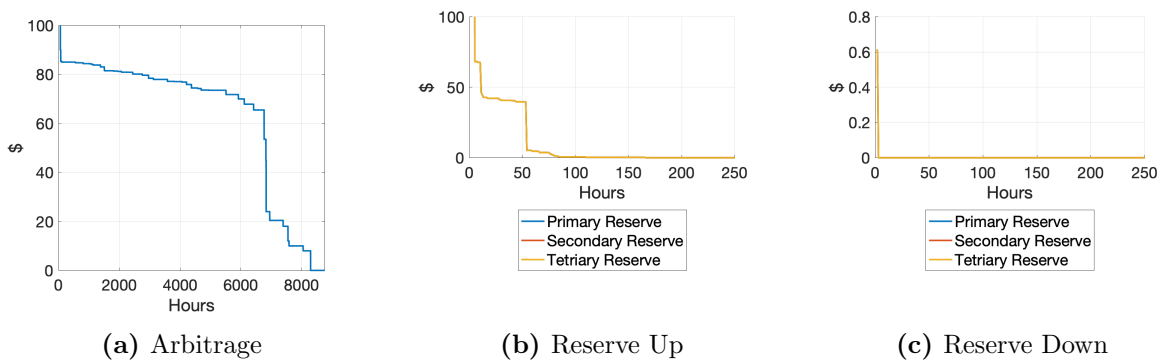 100
80
60
40
20
0
$
0 2000 4000 6000 8000
Hours
(a) Arbitrage
100
50
0
$
0 50 100 150 200 250
Hours
Primary Reserve
Secondary Reserve
Tetriary Reserve
(b) Reserve Up
0.8
0.6
0.4
0.2
0
$
0 50 100 150 200 250
Hours
Primary Reserve
Secondary Reserve
Tetriary Reserve
(c) Reserve Down